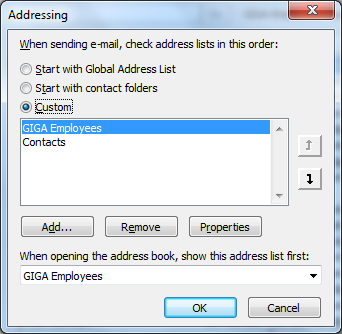 Addressing
When sending e-mail, check address lists in this order:
Start with Global Address List
Start with contact folders
Custom
GIGA Employees
Contacts
Add... Remove Properties
When opening the address book, show this address list first:
GIGA Employees
OK Cancel